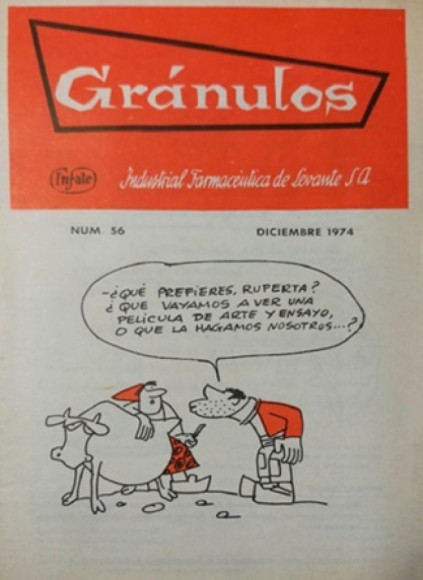 Gránulos
Infale
Industrial Farmaceutica de Levante S.A.
NUM. 56
DICIEMBRE 1974
-¿QUÉ PREFIERES, RUPERTA?
¿QUE VAYAMOS A VER UNA
PELÍCULA DE ARTE Y ENSAYO,
O QUE LA HAGAMOS NOSOTROS...?